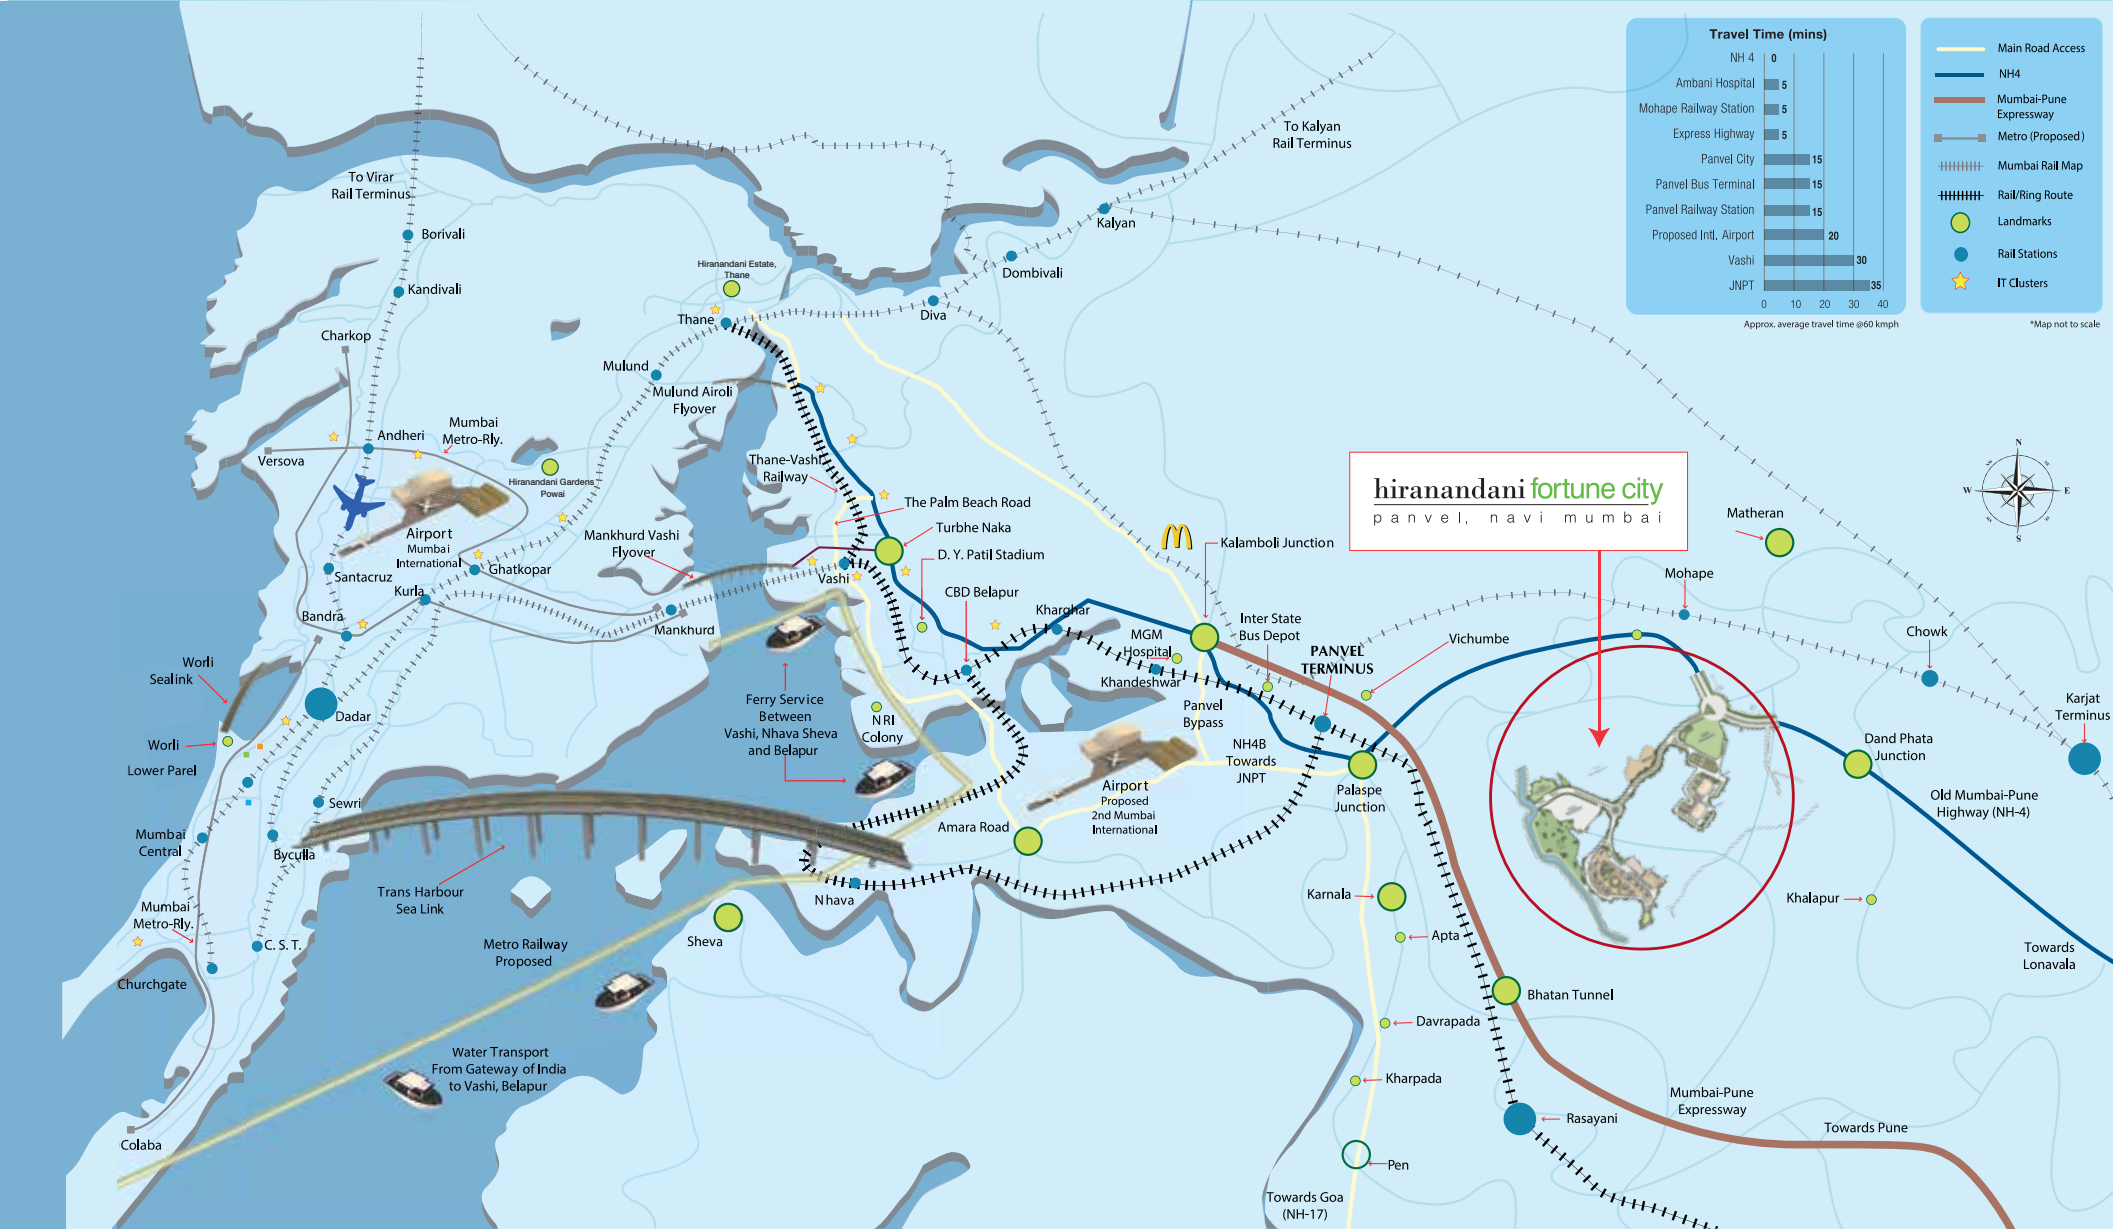 Travel Time (mins)
NH 4 0
Ambani Hospital 5
Mohape Railway Station 5
Express Highway 5
Panvel City 15
Panvel Bus Terminal 15
Panvel Railway Station 15
Proposed Intl. Airport 20
Vashi 30
JNPT 35
0 10 20 30 40
Approx. average travel time @60 kmph
Main Road Access
NH4
Mumbai-Pune
Expressway
Metro (Proposed)
Mumbai Rail Map
Rail/Ring Route
Landmarks
Rail Stations
IT Clusters
*Map not to scale
To Kalyan
Rail Terminus
To Virar
Rail Terminus
Borivali
Kandivali
Charkop
Kalyan
Dombivali
Diva
Hiranandani Estate,
Thane
Thane
Mulund
Mulund Airoli
Flyover
Mumbai
Metro-Rly.
Andheri
Versova
Hiranandani Gardens
Powai
Thane-Vashi
Railway
The Palm Beach Road
Turbhe Naka
D. Y. Patil Stadium
Mankhurd Vashi
Flyover
Airport
Mumbai
International
Santacruz
Ghatkopar
Kurla
Bandra
Vashi
Mankhurd
CBD Belapur
Kharghar
Kalamboli Junction
MGM
Hospital
Khandeshwar
Inter State
Bus Depot
PANVEL
TERMINUS
Vichumbe
hiranandani fortune city
panvel, navi mumbai
Matheran
Mohape
Chowk
Karjat
Terminus
N
W
E
S
Worli
Sealink
Dadar
Worli
Lower Parel
Ferry Service
Between
Vashi, Nhava Sheva
and Belapur
NRI
Colony
Panvel
Bypass
NH4B
Towards
JNPT
Airport
Proposed
2nd Mumbai
International
Palaspe
Junction
Dand Phata
Junction
Old Mumbai-Pune
Highway (NH-4)
Sewri
Mumbai
Central
Byculla
Amara Road
Trans Harbour
Sea Link
Nhava
Karnala
Khalapur
Mumbai
Metro-Rly.
C. S. T.
Churchgate
Metro Railway
Proposed
Sheva
Apta
Towards
Lonavala
Bhatan Tunnel
Davrapada
Water Transport
From Gateway of India
to Vashi, Belapur
Kharpada
Mumbai-Pune
Expressway
Rasayani
Towards Pune
Colaba
Pen
Towards Goa
(NH-17)